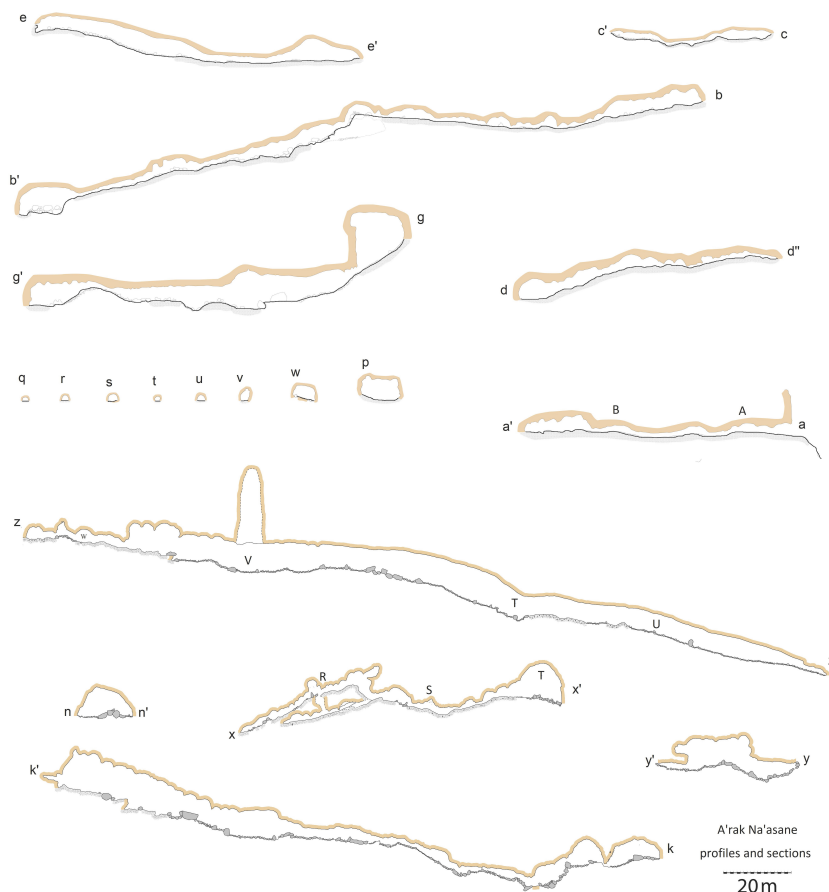 e
e'
c'
c
b
b'
g
g'
d
d"
q
r
s
t
u
v
w
p
a'
B
A
a
z
w
V
T
U
n
n'
x
R
S
T
x'
y'
y
k'
k
A'rak Na'asane
profiles and sections
20m